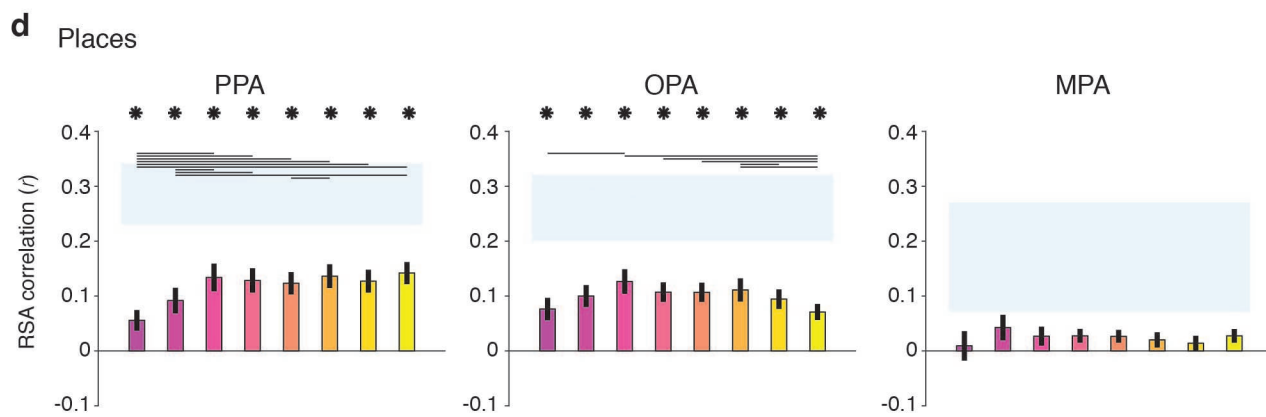 d Places
PPA OPA MPA
* * * * * * * * * * * * * * * *
RSA correlation (r)
0.4 0.4 0.4
0.3 0.3 0.3
0.2 0.2 0.2
0.1 0.1 0.1
0 0 0
-0.1 -0.1 -0.1